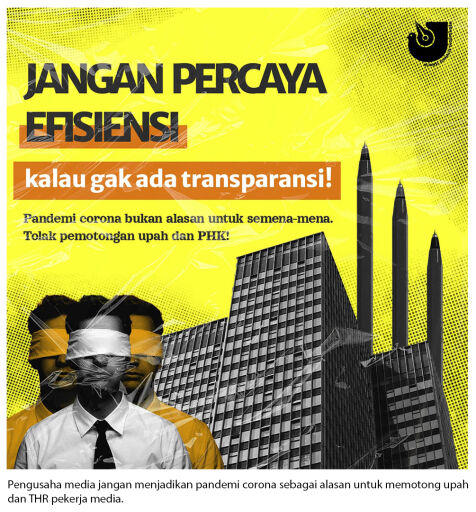 JANGAN PERCAYA
EFISIENSI
kalau gak ada transparansi!
Pandemi corona bukan alasan untuk semena-mena.
Tolak pemotongan upah dan PHK!
Pengusaha media jangan menjadikan pandemi corona sebagai alasan untuk memotong upah
dan THR pekerja media.